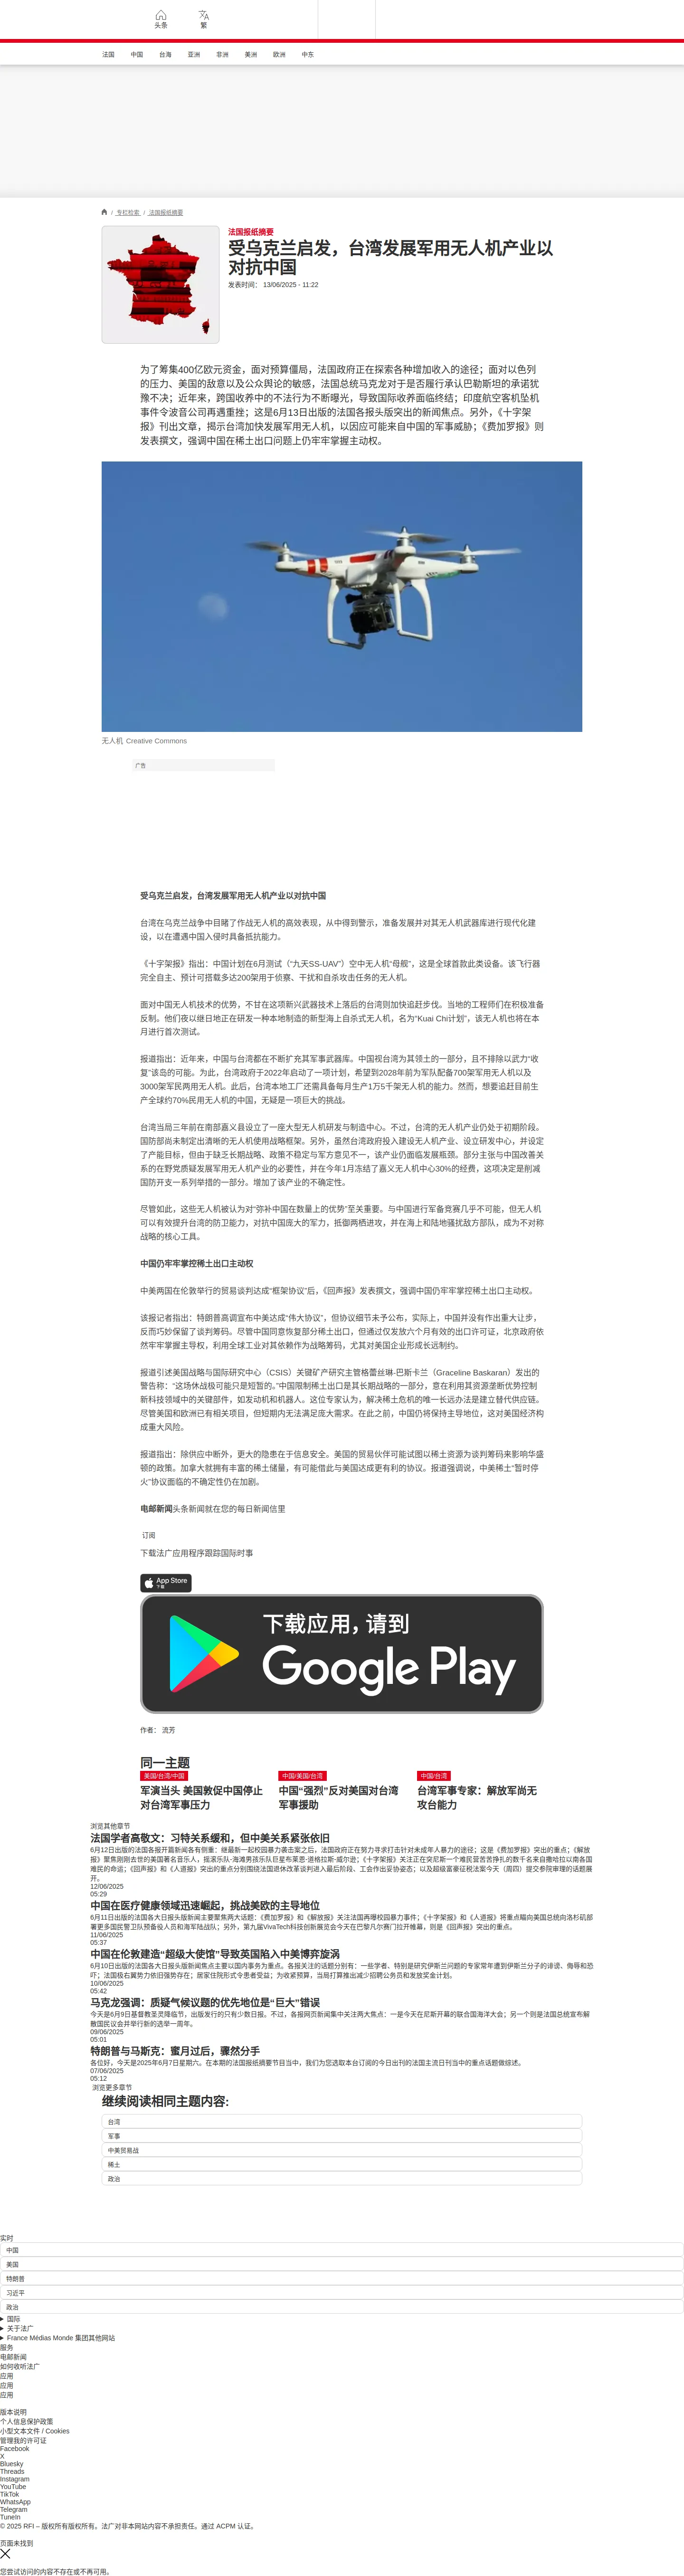 头条
繁
法国 中国 台海 亚洲 非洲 美洲 欧洲 中东
/ 专栏检索 / 法国报纸摘要
法国报纸摘要
受乌克兰启发，台湾发展军用无人机产业以
对抗中国
发表时间： 13/06/2025 - 11:22
为了筹集400亿欧元资金，面对预算僵局，法国政府正在探索各种增加收入的途径；面对以色列
的压力、美国的敌意以及公众舆论的敏感，法国总统马克龙对于是否履行承认巴勒斯坦的承诺犹
豫不决；近年来，跨国收养中的不法行为不断曝光，导致国际收养面临终结；印度航空客机坠机
事件令波音公司再遇重挫；这是6月13日出版的法国各报头版突出的新闻焦点。另外，《十字架
报》刊出文章，揭示台湾加快发展军用无人机，以因应可能来自中国的军事威胁；《费加罗报》则
发表撰文，强调中国在稀土出口问题上仍牢牢掌握主动权。
无人机 Creative Commons
广告
受乌克兰启发，台湾发展军用无人机产业以对抗中国
台湾在乌克兰战争中目睹了作战无人机的高效表现，从中得到警示，准备发展并对其无人机武器库进行现代化建
设，以在遭遇中国入侵时具备抵抗能力。
《十字架报》指出：中国计划在6月测试（“九天SS-UAV”）空中无人机“母舰”，这是全球首款此类设备。该飞行器
完全自主、预计可搭载多达200架用于侦察、干扰和自杀攻击任务的无人机。
面对中国无人机技术的优势，不甘在这项新兴武器技术上落后的台湾则加快追赶步伐。当地的工程师们在积极准备
反制。他们夜以继日地正在研发一种本地制造的新型海上自杀式无人机，名为“Kuai Chi计划”，该无人机也将在本
月进行首次测试。
报道指出：近年来，中国与台湾都在不断扩充其军事武器库。中国视台湾为其领土的一部分，且不排除以武力“收
复”该岛的可能。为此，台湾政府于2022年启动了一项计划，希望到2028年前为军队配备700架军用无人机以及
3000架军民两用无人机。此后，台湾本地工厂还需具备每月生产1万5千架无人机的能力。然而，想要追赶目前生
产全球约70%民用无人机的中国，无疑是一项巨大的挑战。
台湾当局三年前在南部嘉义县设立了一座大型无人机研发与制造中心。不过，台湾的无人机产业仍处于初期阶段。
国防部尚未制定出清晰的无人机使用战略框架。另外，虽然台湾政府投入建设无人机产业、设立研发中心，并设定
了产能目标，但由于缺乏长期战略、政策不稳定与军方意见不一，该产业仍面临发展瓶颈。部分主张与中国改善关
系的在野党质疑发展军用无人机产业的必要性，并在今年1月冻结了嘉义无人机中心30%的经费，这项决定是削减
国防开支一系列举措的一部分。增加了该产业的不确定性。
尽管如此，这些无人机被认为对“弥补中国在数量上的优势”至关重要。与中国进行军备竞赛几乎不可能，但无人机
可以有效提升台湾的防卫能力，对抗中国庞大的军力，抵御两栖进攻，并在海上和陆地骚扰敌方部队，成为不对称
战略的核心工具。
中国仍牢牢掌控稀土出口主动权
中美两国在伦敦举行的贸易谈判达成“框架协议”后，《回声报》发表撰文，强调中国仍牢牢掌控稀土出口主动权。
该报记者指出：特朗普高调宣布中美达成“伟大协议”，但协议细节未予公布，实际上，中国并没有作出重大让步，
反而巧妙保留了谈判筹码。尽管中国同意恢复部分稀土出口，但通过仅发放六个月有效的出口许可证，北京政府依
然牢牢掌握主导权，利用全球工业对其依赖作为战略筹码，尤其对美国企业形成长远制约。
报道引述美国战略与国际研究中心（CSIS）关键矿产研究主管格蕾丝琳-巴斯卡兰（Graceline Baskaran）发出的
警告称：“这场休战极可能只是短暂的。”中国限制稀土出口是其长期战略的一部分，意在利用其资源垄断优势控制
新科技领域中的关键部件，如发动机和机器人。这位专家认为，解决稀土危机的唯一长远办法是建立替代供应链。
尽管美国和欧洲已有相关项目，但短期内无法满足庞大需求。在此之前，中国仍将保持主导地位，这对美国经济构
成重大风险。
报道指出：除供应中断外，更大的隐患在于信息安全。美国的贸易伙伴可能试图以稀土资源为谈判筹码来影响华盛
顿的政策。加拿大就拥有丰富的稀土储量，有可能借此与美国达成更有利的协议。报道强调说，中美稀土“暂时停
火”协议面临的不确定性仍在加剧。
电邮新闻头条新闻就在您的每日新闻信里
订阅
下载法广应用程序跟踪国际时事
App Store
下载
下载应用，请到
Google Play
作者： 流芳
同一主题
美国/台湾/中国
军演当头 美国敦促中国停止
对台湾军事压力
中国/美国/台湾
中国“强烈”反对美国对台湾
军事援助
中国/台湾
台湾军事专家：解放军尚无
攻台能力
浏览其他章节
法国学者高敬文：习特关系缓和，但中美关系紧张依旧
6月12日出版的法国各报开篇新闻各有侧重：继最新一起校园暴力袭击案之后，法国政府正在努力寻求打击针对未成年人暴力的途径；这是《费加罗报》突出的重点；《解放
报》聚焦刚刚去世的美国著名音乐人，摇滚乐队-海滩男孩乐队巨星布莱恩·道格拉斯·威尔逊；《十字架报》关注正在突尼斯一个难民营苦苦挣扎的数千名来自撒哈拉以南各国
难民的命运；《回声报》和《人道报》突出的重点分别围绕法国退休改革谈判进入最后阶段、工会作出妥协姿态；以及超级富豪征税法案今天（周四）提交参院审理的话题展
开。
12/06/2025
05:29
中国在医疗健康领域迅速崛起，挑战美欧的主导地位
6月11日出版的法国各大日报头版新闻主要聚焦两大话题：《费加罗报》和《解放报》关注法国再曝校园暴力事件；《十字架报》和《人道报》将重点瞄向美国总统向洛杉矶部
署更多国民警卫队预备役人员和海军陆战队；另外，第九届VivaTech科技创新展览会今天在巴黎凡尔赛门拉开帷幕，则是《回声报》突出的重点。
11/06/2025
05:37
中国在伦敦建造“超级大使馆”导致英国陷入中美博弈旋涡
6月10日出版的法国各大日报头版新闻焦点主要以国内事务为重点。各报关注的话题分别有：一些学者、特别是研究伊斯兰问题的专家常年遭到伊斯兰分子的诽谤、侮辱和恐
吓；法国极右翼势力依旧强势存在；居家住院形式令患者受益；为收紧预算，当局打算推出减少招聘公务员和发放奖金计划。
10/06/2025
05:42
马克龙强调：质疑气候议题的优先地位是“巨大”错误
今天是6月9日基督教圣灵降临节，出版发行的只有少数日报。不过，各报网页新闻集中关注两大焦点：一是今天在尼斯开幕的联合国海洋大会；另一个则是法国总统宣布解
散国民议会并举行新的选举一周年。
09/06/2025
05:01
特朗普与马斯克：蜜月过后，骤然分手
各位好，今天是2025年6月7日星期六。在本期的法国报纸摘要节目当中，我们为您选取本台订阅的今日出刊的法国主流日刊当中的重点话题做综述。
07/06/2025
05:12
浏览更多章节
继续阅读相同主题内容:
台湾
军事
中美贸易战
稀土
政治
实时
中国
美国
特朗普
习近平
政治
国际
关于法广
France Médias Monde 集团其他网站
服务
电邮新闻
如何收听法广
应用
应用
应用
版本说明
个人信息保护政策
小型文本文件 / Cookies
管理我的许可证
Facebook
X
Bluesky
Threads
Instagram
YouTube
TikTok
WhatsApp
Telegram
TuneIn
© 2025 RFI – 版权所有版权所有。法广对非本网站内容不承担责任。通过 ACPM 认证。
页面未找到
您尝试访问的内容不存在或不再可用。